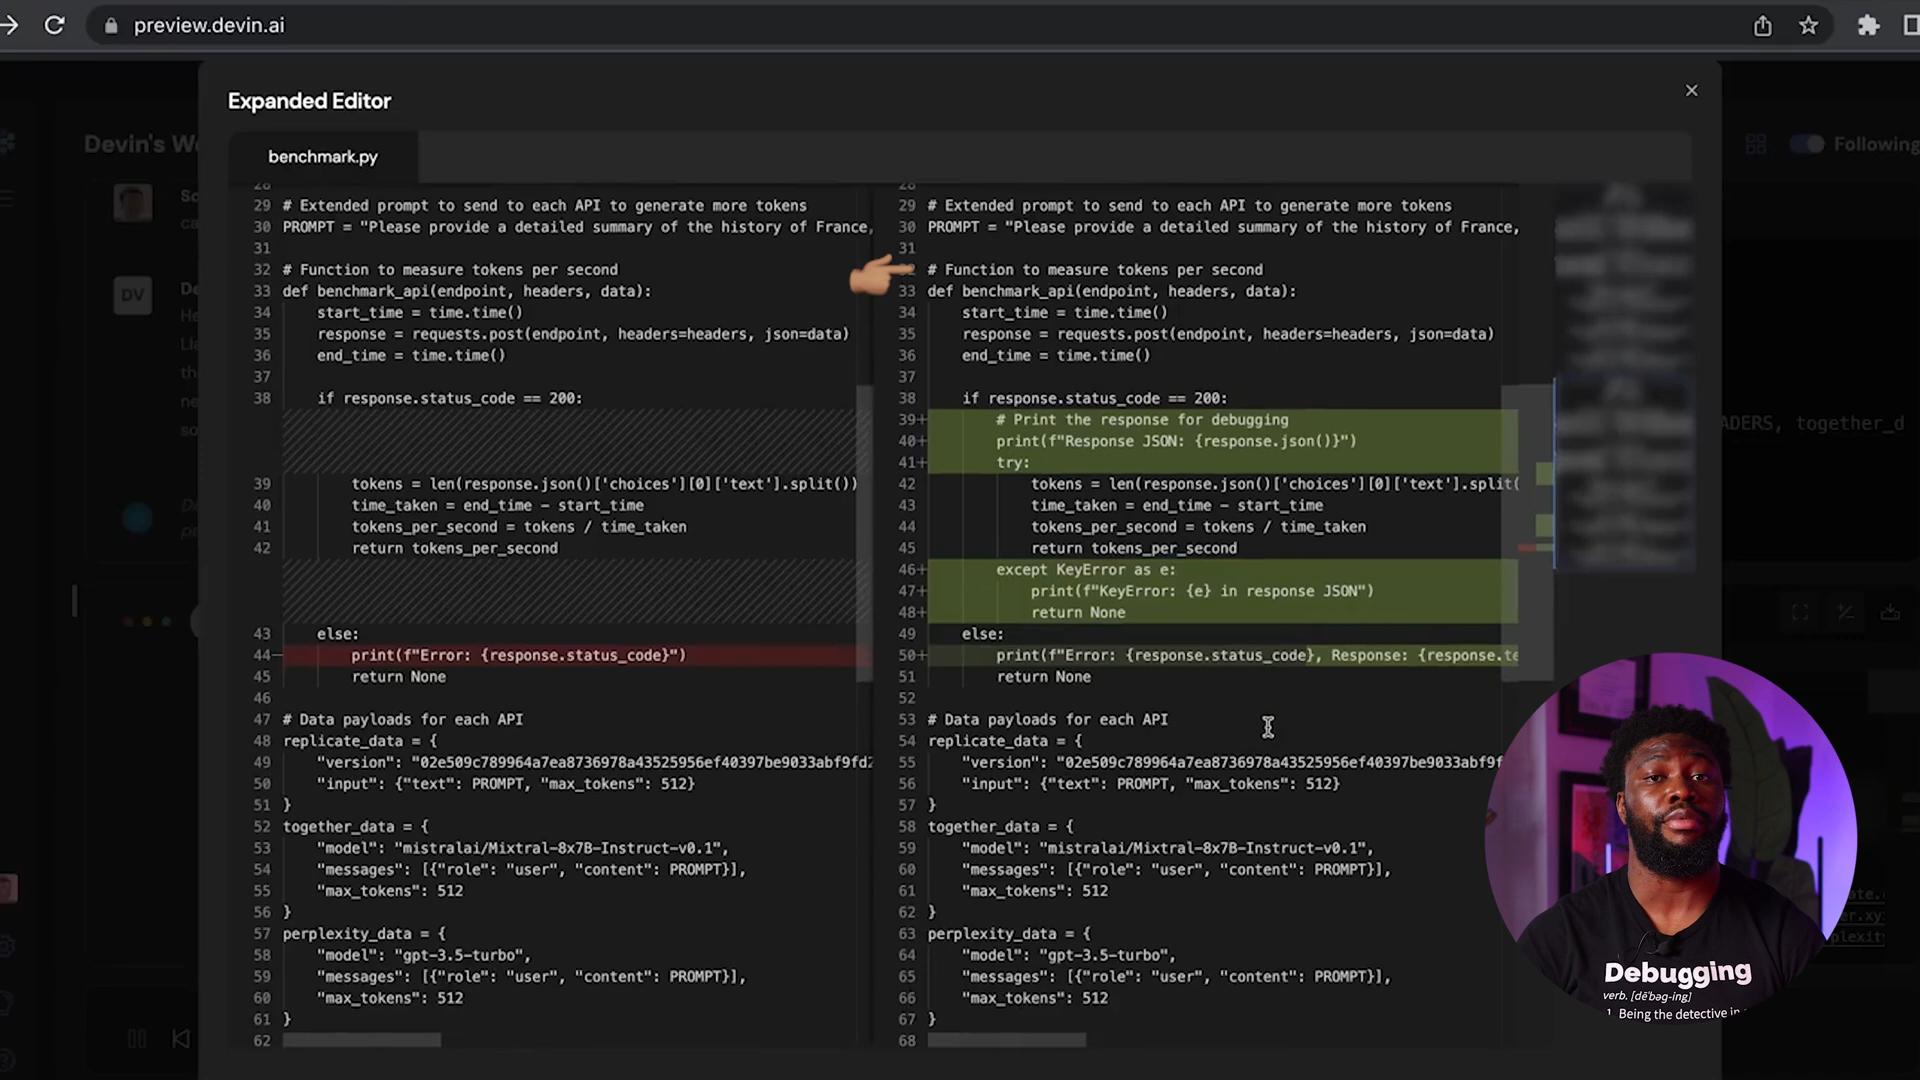 preview.devin.ai
Expanded Editor
Devin's
Following
benchmark.py
28
29 # Extended prompt to send to each API to generate more tokens
30 PROMPT = "Please provide a detailed summary of the history of France,
31
32 # Function to measure tokens per second
33 def benchmark_api(endpoint, headers, data):
34 start_time = time.time()
35 response = requests.post(endpoint, headers=headers, json=data)
36 end_time = time.time()
37
38 if response.status_code == 200:
39 tokens = len(response.json()['choices'][0]['text'].split())
40 time_taken = end_time - start_time
41 tokens_per_second = tokens / time_taken
42 return tokens_per_second
43 else:
44— print(f"Error: {response.status_code}")
45 return None
46
47 # Data payloads for each API
48 replicate_data = {
49 "version": "02e509c789964a7ea8736978a43525956ef40397be9033abf9fd2
50 "input": {"text": PROMPT, "max_tokens": 512}
51 }
52 together_data = {
53 "model": "mistralai/Mixtral-8x7B-Instruct-v0.1",
54 "messages": [{"role": "user", "content": PROMPT}],
55 "max_tokens": 512
56 }
57 perplexity_data = {
58 "model": "gpt-3.5-turbo",
59 "messages": [{"role": "user", "content": PROMPT}],
60 "max_tokens": 512
61 }
62
28
29 # Extended prompt to send to each API to generate more tokens
30 PROMPT = "Please provide a detailed summary of the history of France,
31
# Function to measure tokens per second
33 def benchmark_api(endpoint, headers, data):
34 start_time = time.time()
35 response = requests.post(endpoint, headers=headers, json=data)
36 end_time = time.time()
37
38 if response.status_code == 200:
39+ # Print the response for debugging
40+ print(f"Response JSON: {response.json()}")
41+ try:
42 tokens = len(response.json()['choices'][0]['text'].split(
43 time_taken = end_time - start_time
44 tokens_per_second = tokens / time_taken
45 return tokens_per_second
46+ except KeyError as e:
47+ print(f"KeyError: {e} in response JSON")
48+ return None
49 else:
50+ print(f"Error: {response.status_code}, Response: {response.te
51 return None
52
53 # Data payloads for each API
54 replicate_data = {
55 "version": "02e509c789964a7ea8736978a43525956ef40397be9033abf9f
56 "input": {"text": PROMPT, "max_tokens": 512}
57 }
58 together_data = {
59 "model": "mistralai/Mixtral-8x7B-Instruct-v0.1",
60 "messages": [{"role": "user", "content": PROMPT}],
61 "max_tokens": 512
62 }
63 perplexity_data = {
64 "model": "gpt-3.5-turbo",
65 "messages": [{"role": "user", "content": PROMPT}],
66 "max_tokens": 512
67 }
68
DV
ADERS, together_d
Debugging
verb. [dē'bəg-ing]
1. Being the detective in